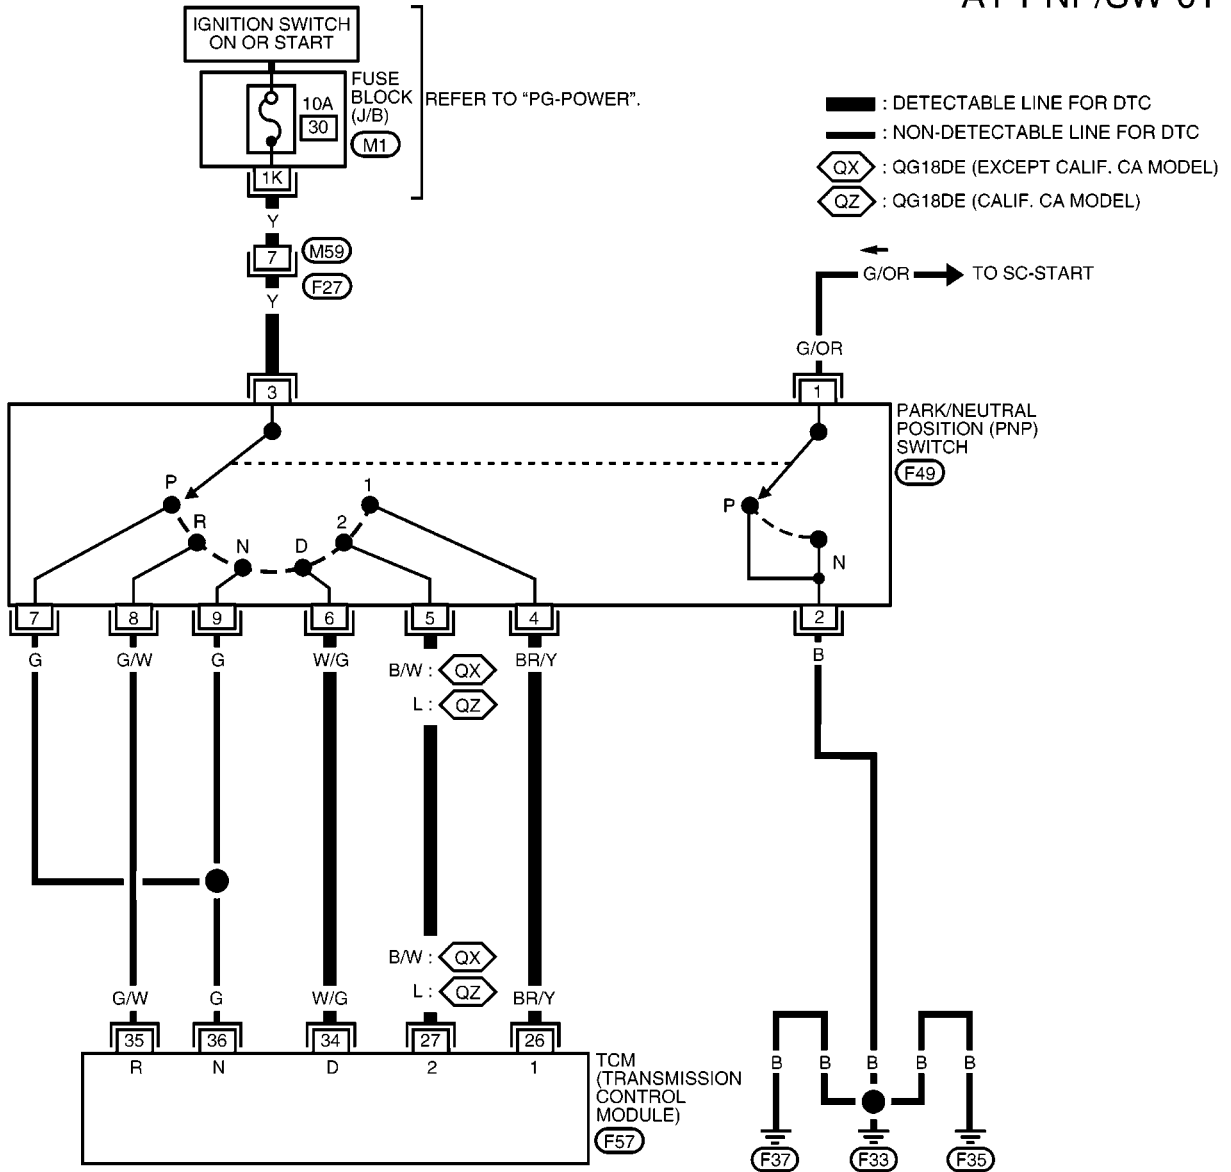 IGNITION SWITCH
ON OR START
FUSE
BLOCK
(J/B)
10A
30
M1
REFER TO “PG-POWER”.
: DETECTABLE LINE FOR DTC
: NON-DETECTABLE LINE FOR DTC
QX : QG18DE (EXCEPT CALIF. CA MODEL)
QZ : QG18DE (CALIF. CA MODEL)
1K
Y
7
M59
F27
Y
G/OR
TO SC-START
G/OR
3
1
PARK/NEUTRAL
POSITION (PNP)
SWITCH
F49
P
R
N
D
2
1
P
N
7
8
9
6
5
4
2
G
G/W
G
W/G
B/W : QX
L : QZ
BR/Y
B
B/W : QX
L : QZ
G/W
G
W/G
BR/Y
35
36
34
27
26
R
N
D
2
1
TCM
(TRANSMISSION
CONTROL
MODULE)
F57
B
B
B
B
B
F37
F33
F35